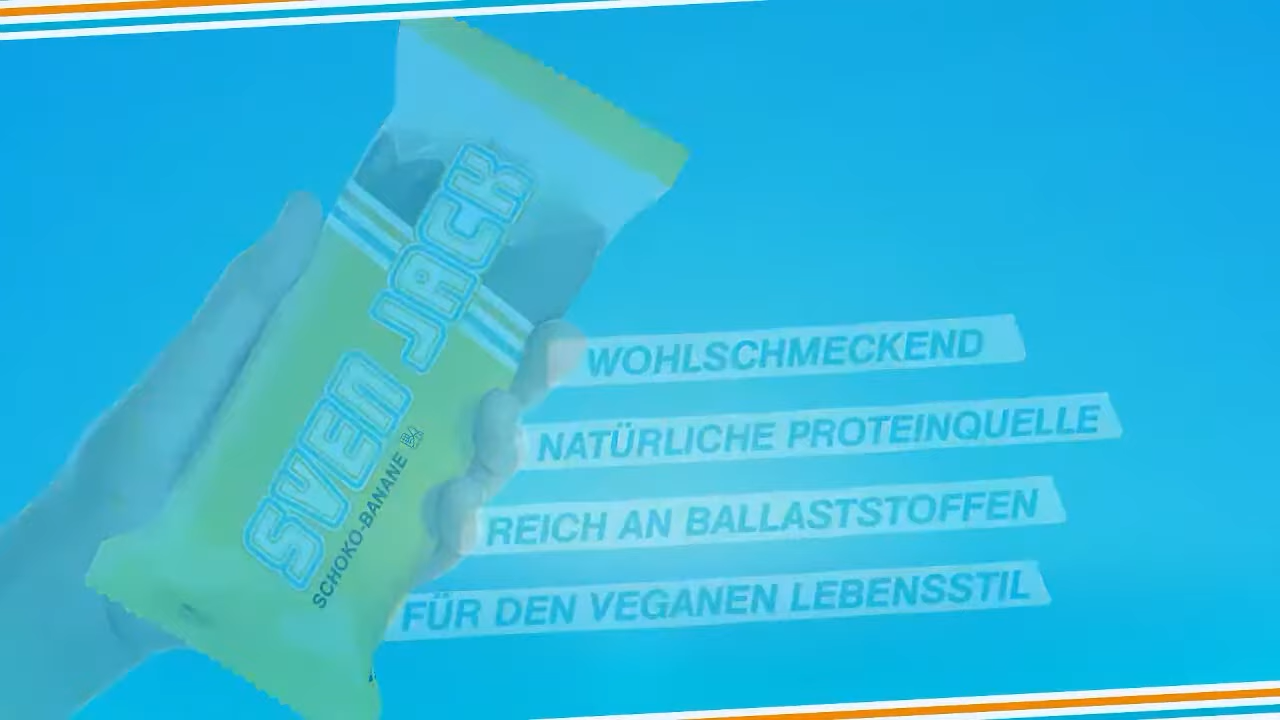 SVEN JACK
SCHOKO-BANANE
WOHLSCHMECKEND
NATÜRLICHE PROTEINQUELLE
REICH AN BALLASTSTOFFEN
FÜR DEN VEGANEN LEBENSSTIL